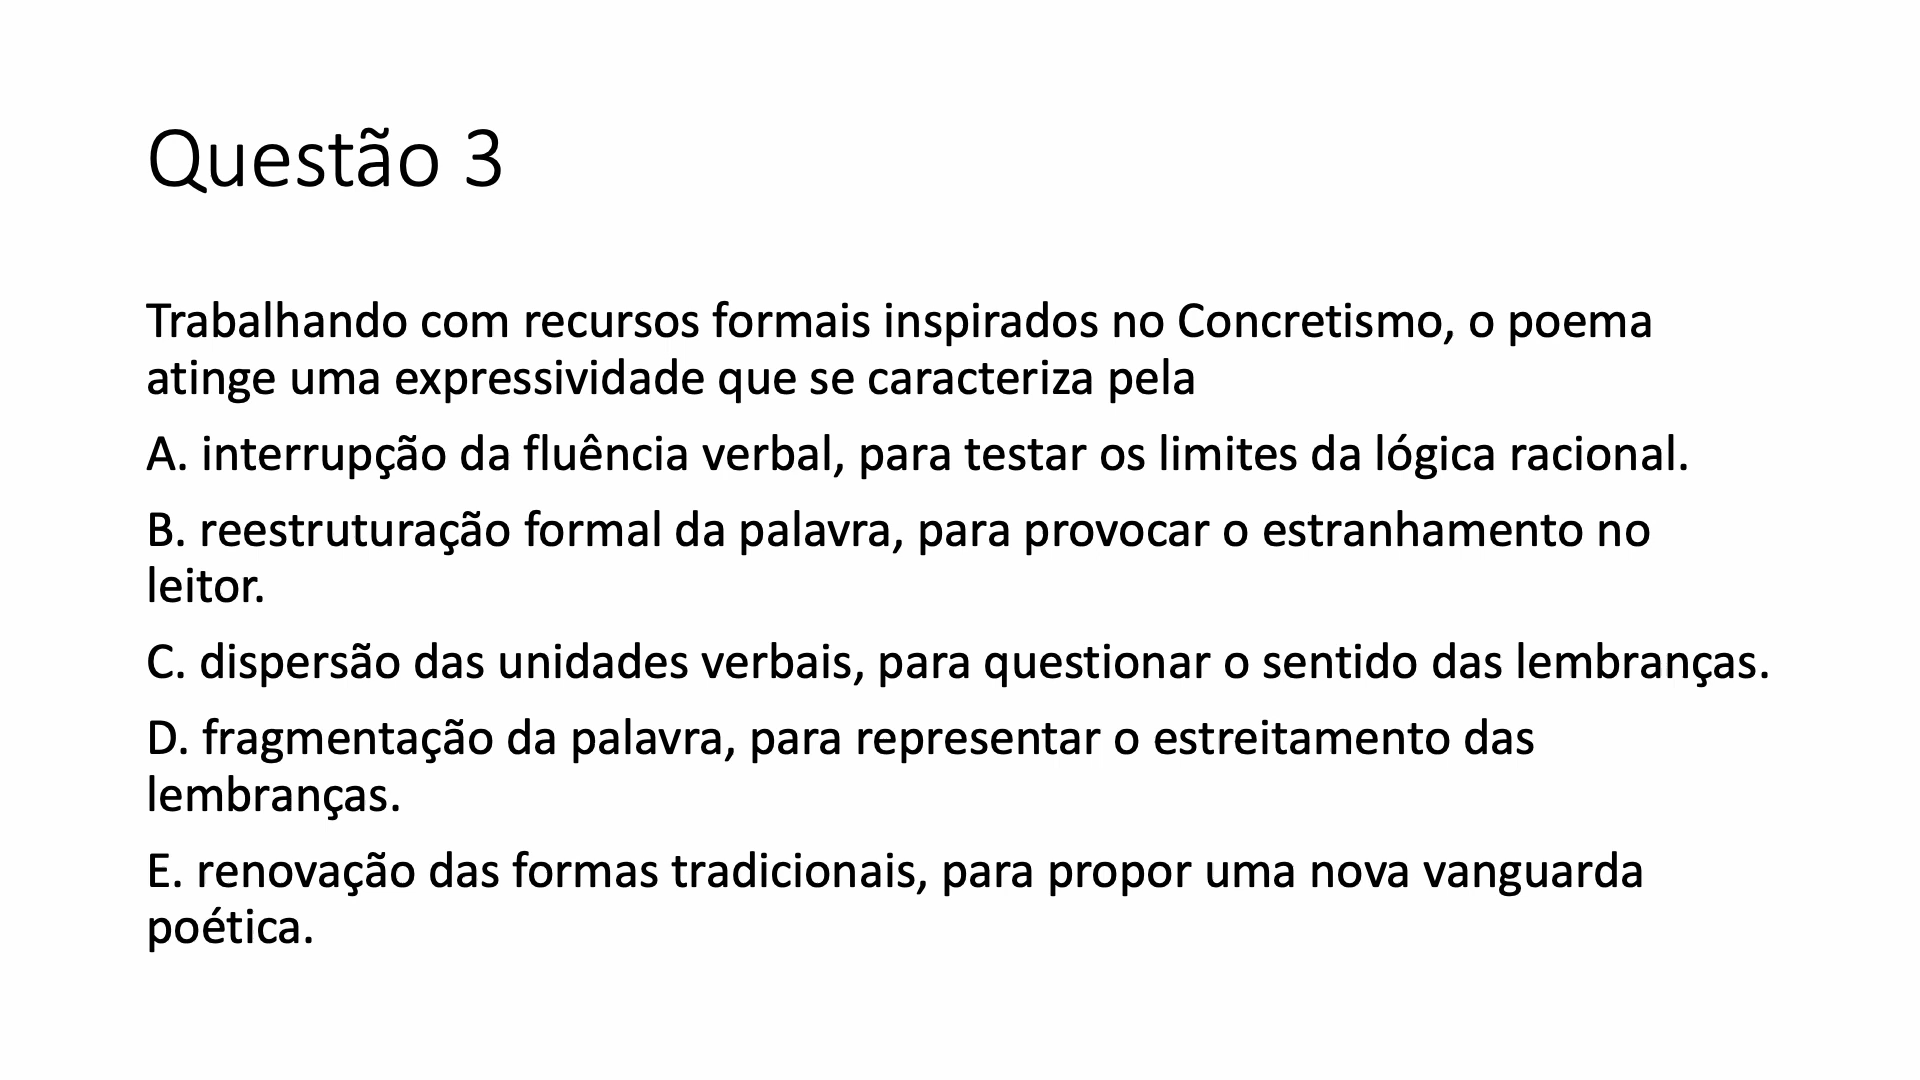 Questão 3
Trabalhando com recursos formais inspirados no Concretismo, o poema
atinge uma expressividade que se caracteriza pela
A. interrupção da fluência verbal, para testar os limites da lógica racional.
B. reestruturação formal da palavra, para provocar o estranhamento no
leitor.
C. dispersão das unidades verbais, para questionar o sentido das lembranças.
D. fragmentação da palavra, para representar o estreitamento das
lembranças.
E. renovação das formas tradicionais, para propor uma nova vanguarda
poética.